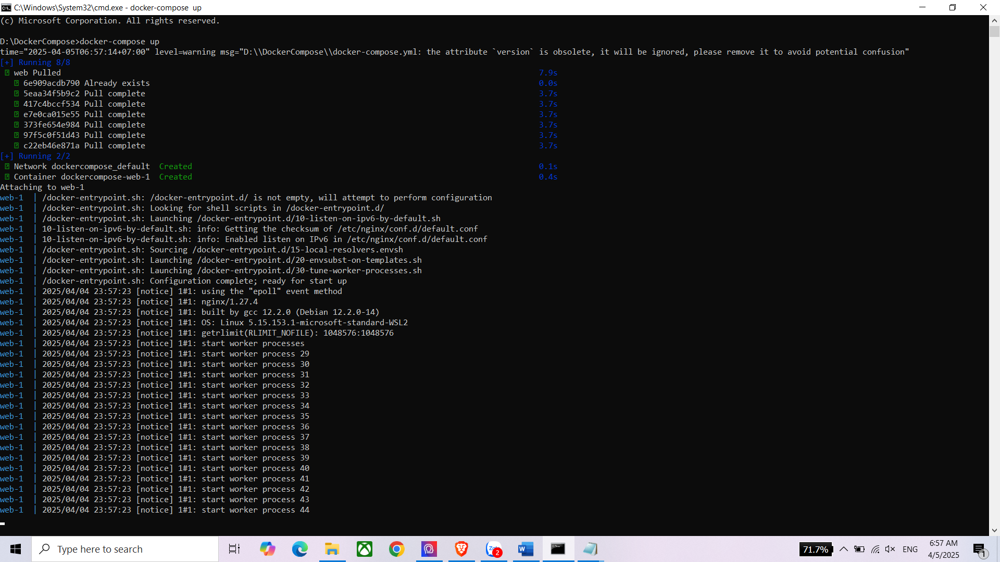 C:\Windows\System32\cmd.exe - docker-compose  up
(c) Microsoft Corporation. All rights reserved.
D:\DockerCompose>docker-compose up
time="2025-04-05T06:57:14+07:00" level=warning msg="D:\\DockerCompose\\docker-compose.yml: the attribute `version` is obsolete, it will be ignored, please remove it to avoid potential confusion"
[+] Running 8/8
web Pulled 7.9s
6e909acdb790 Already exists 0.0s
5eaa34f5b9c2 Pull complete 3.7s
417c4bccf534 Pull complete 3.7s
e7e0ca015e55 Pull complete 3.7s
373fe654e984 Pull complete 3.7s
97f5c0f51d43 Pull complete 3.7s
c22eb46e871a Pull complete 3.7s
[+] Running 2/2
Network dockercompose_default  Created 0.1s
Container dockercompose-web-1  Created 0.4s
Attaching to web-1
web-1  | /docker-entrypoint.sh: /docker-entrypoint.d/ is not empty, will attempt to perform configuration
web-1  | /docker-entrypoint.sh: Looking for shell scripts in /docker-entrypoint.d/
web-1  | /docker-entrypoint.sh: Launching /docker-entrypoint.d/10-listen-on-ipv6-by-default.sh
web-1  | 10-listen-on-ipv6-by-default.sh: info: Getting the checksum of /etc/nginx/conf.d/default.conf
web-1  | 10-listen-on-ipv6-by-default.sh: info: Enabled listen on IPv6 in /etc/nginx/conf.d/default.conf
web-1  | /docker-entrypoint.sh: Sourcing /docker-entrypoint.d/15-local-resolvers.envsh
web-1  | /docker-entrypoint.sh: Launching /docker-entrypoint.d/20-envsubst-on-templates.sh
web-1  | /docker-entrypoint.sh: Launching /docker-entrypoint.d/30-tune-worker-processes.sh
web-1  | /docker-entrypoint.sh: Configuration complete; ready for start up
web-1  | 2025/04/04 23:57:23 [notice] 1#1: using the "epoll" event method
web-1  | 2025/04/04 23:57:23 [notice] 1#1: nginx/1.27.4
web-1  | 2025/04/04 23:57:23 [notice] 1#1: built by gcc 12.2.0 (Debian 12.2.0-14)
web-1  | 2025/04/04 23:57:23 [notice] 1#1: OS: Linux 5.15.153.1-microsoft-standard-WSL2
web-1  | 2025/04/04 23:57:23 [notice] 1#1: getrlimit(RLIMIT_NOFILE): 1048576:1048576
web-1  | 2025/04/04 23:57:23 [notice] 1#1: start worker processes
web-1  | 2025/04/04 23:57:23 [notice] 1#1: start worker process 29
web-1  | 2025/04/04 23:57:23 [notice] 1#1: start worker process 30
web-1  | 2025/04/04 23:57:23 [notice] 1#1: start worker process 31
web-1  | 2025/04/04 23:57:23 [notice] 1#1: start worker process 32
web-1  | 2025/04/04 23:57:23 [notice] 1#1: start worker process 33
web-1  | 2025/04/04 23:57:23 [notice] 1#1: start worker process 34
web-1  | 2025/04/04 23:57:23 [notice] 1#1: start worker process 35
web-1  | 2025/04/04 23:57:23 [notice] 1#1: start worker process 36
web-1  | 2025/04/04 23:57:23 [notice] 1#1: start worker process 37
web-1  | 2025/04/04 23:57:23 [notice] 1#1: start worker process 38
web-1  | 2025/04/04 23:57:23 [notice] 1#1: start worker process 39
web-1  | 2025/04/04 23:57:23 [notice] 1#1: start worker process 40
web-1  | 2025/04/04 23:57:23 [notice] 1#1: start worker process 41
web-1  | 2025/04/04 23:57:23 [notice] 1#1: start worker process 42
web-1  | 2025/04/04 23:57:23 [notice] 1#1: start worker process 43
web-1  | 2025/04/04 23:57:23 [notice] 1#1: start worker process 44
Type here to search
2
71.7%
ENG
6:57 AM
4/5/2025
1